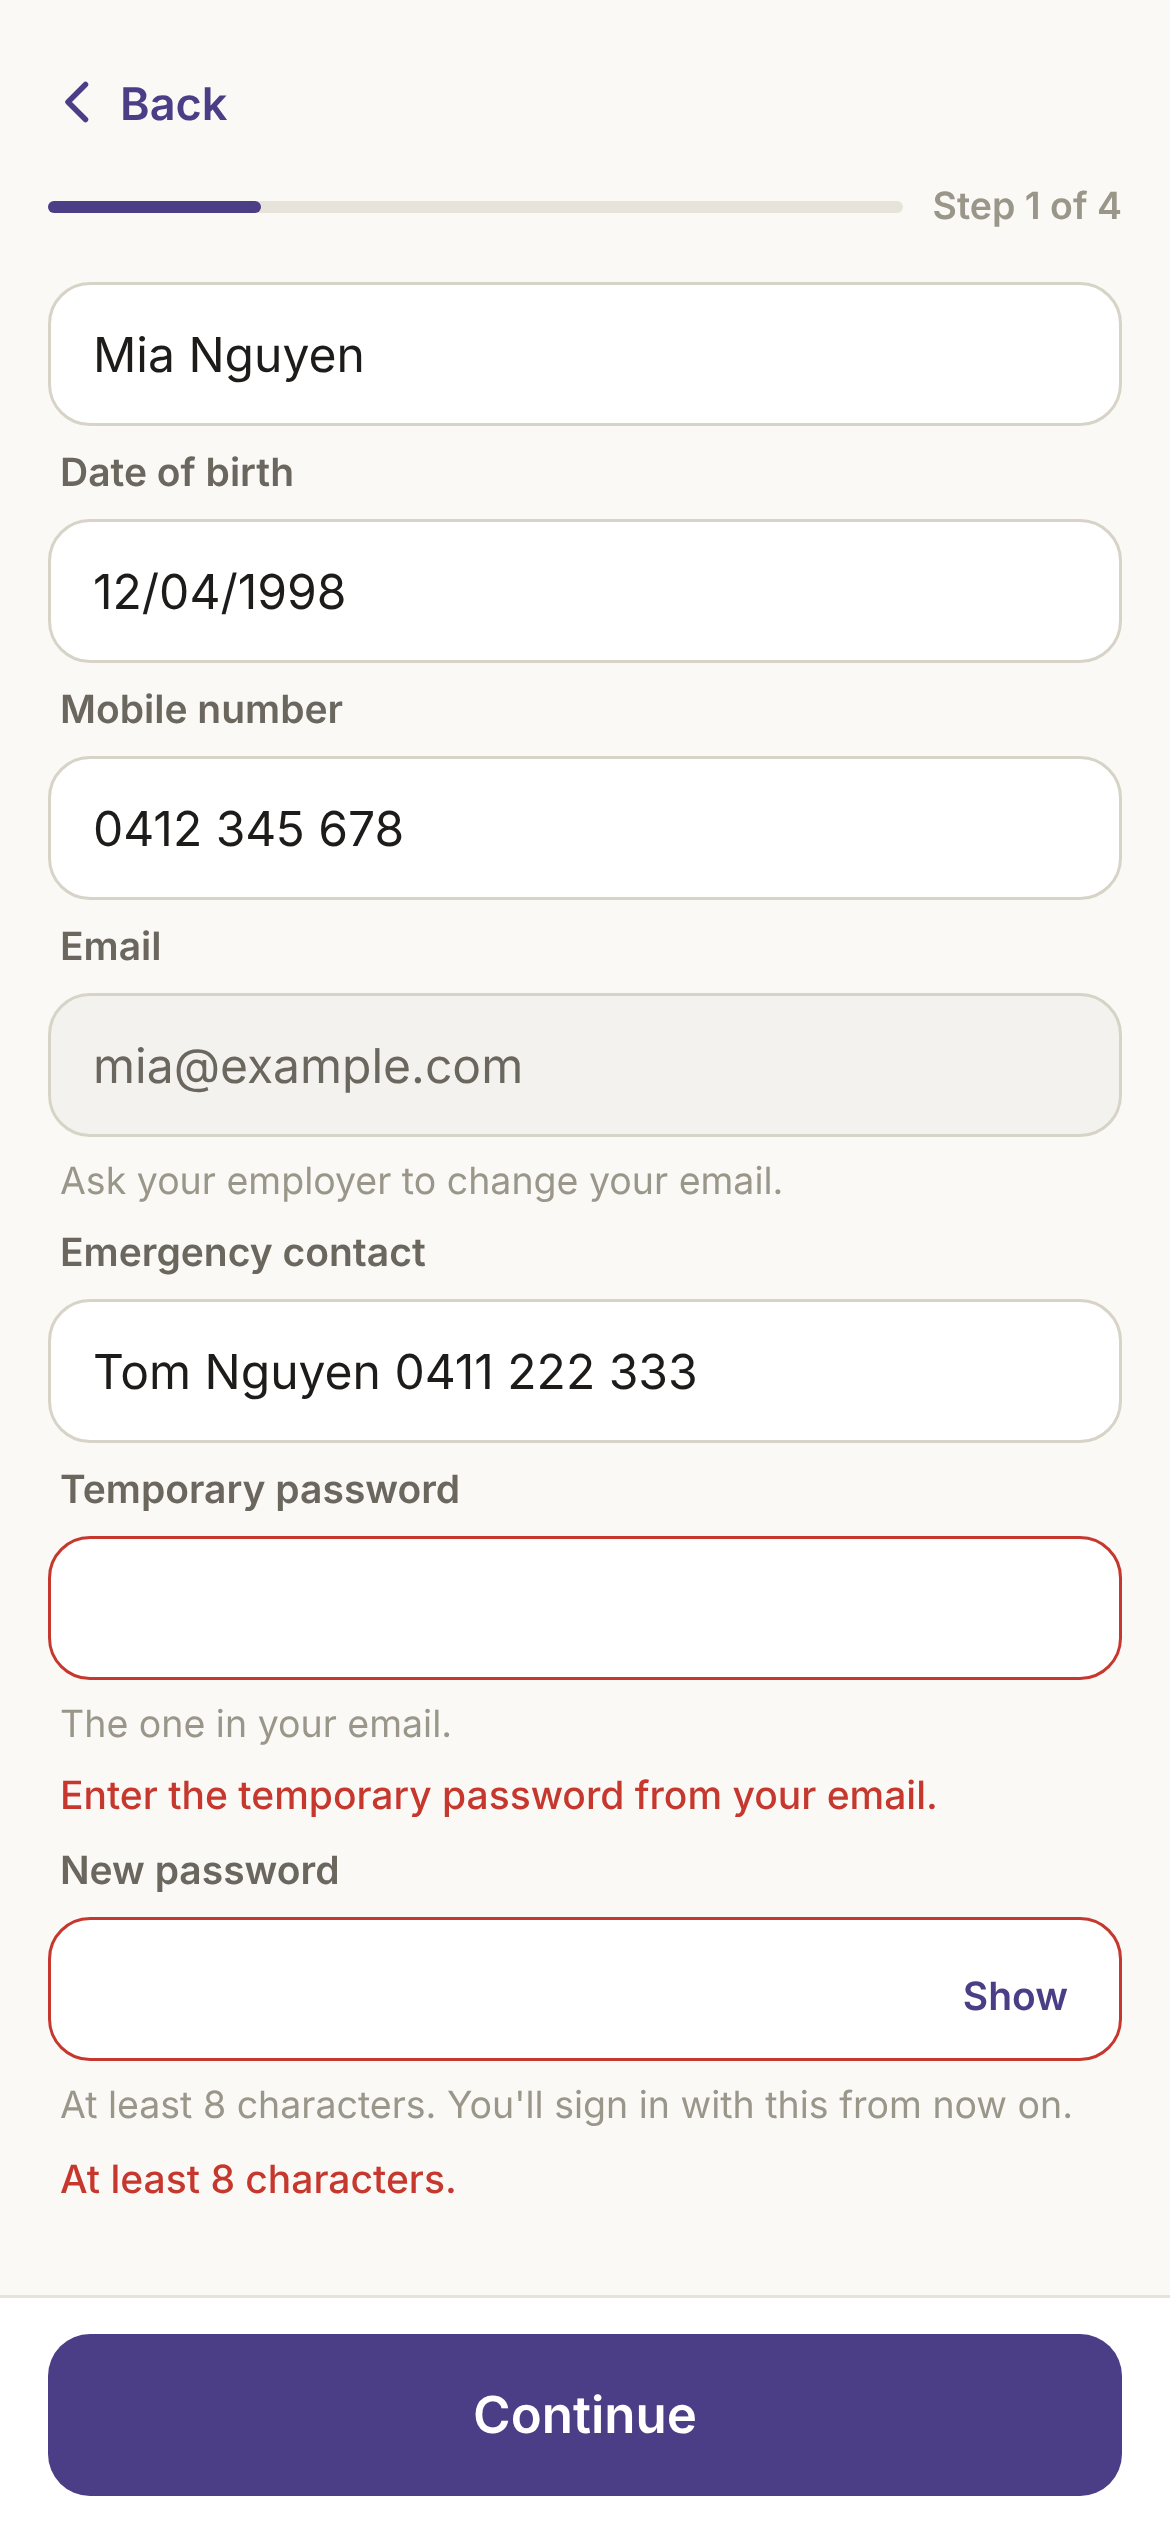 Back
Step 1 of 4
Mia Nguyen
Date of birth
12/04/1998
Mobile number
0412 345 678
Email
mia@example.com
Ask your employer to change your email.
Emergency contact
Tom Nguyen 0411 222 333
Temporary password
The one in your email.
Enter the temporary password from your email.
New password
Show
At least 8 characters. You'll sign in with this from now on.
At least 8 characters.
Continue